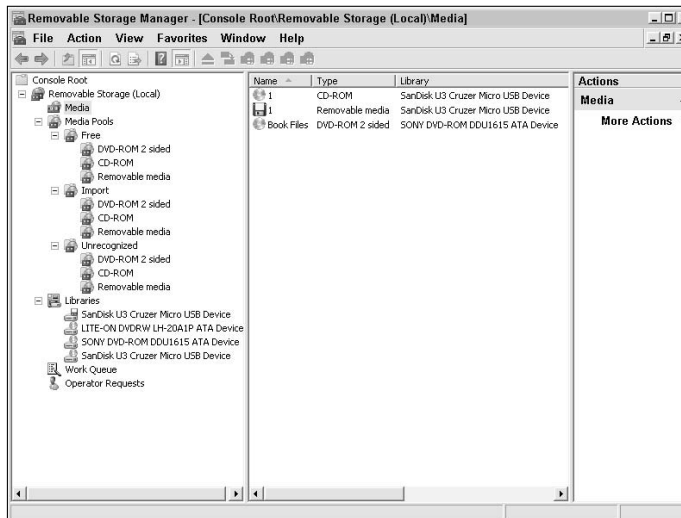 Removable Storage Manager - [Console Root\Removable Storage (Local)\Media]
File Action View Favorites Window Help
Console Root
Removable Storage (Local)
Media
Media Pools
Free
DVD-ROM 2 sided
CD-ROM
Removable media
Import
DVD-ROM 2 sided
CD-ROM
Removable media
Unrecognized
DVD-ROM 2 sided
CD-ROM
Removable media
Libraries
SanDisk U3 Cruzer Micro USB Device
LITE-ON DVDRW LH-20A1P ATA Device
SONY DVD-ROM DDU1615 ATA Device
SanDisk U3 Cruzer Micro USB Device
Work Queue
Operator Requests
Name Type Library
1 CD-ROM SanDisk U3 Cruzer Micro USB Device
1 Removable media SanDisk U3 Cruzer Micro USB Device
Book Files DVD-ROM 2 sided SONY DVD-ROM DDU1615 ATA Device
Actions
Media
More Actions